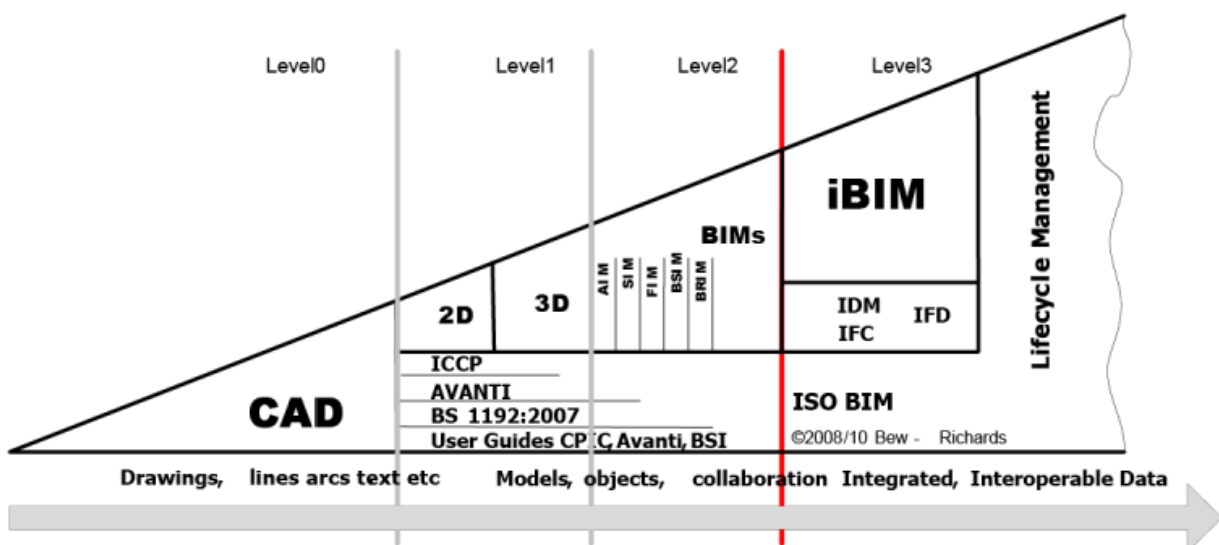 Level0
Level1
Level2
Level3
Lifecycle Management
iBIM
BIMs
AIM
SIM
FIM
BSIM
BRIM
2D
3D
IDM
IFD
IFC
ICCP
AVANTI
CAD
BS 1192:2007
ISO BIM
User Guides CPIC, Avanti, BSI
©2008/10 Bew - Richards
Drawings, lines arcs text etc
Models, objects, collaboration
Integrated, Interoperable Data